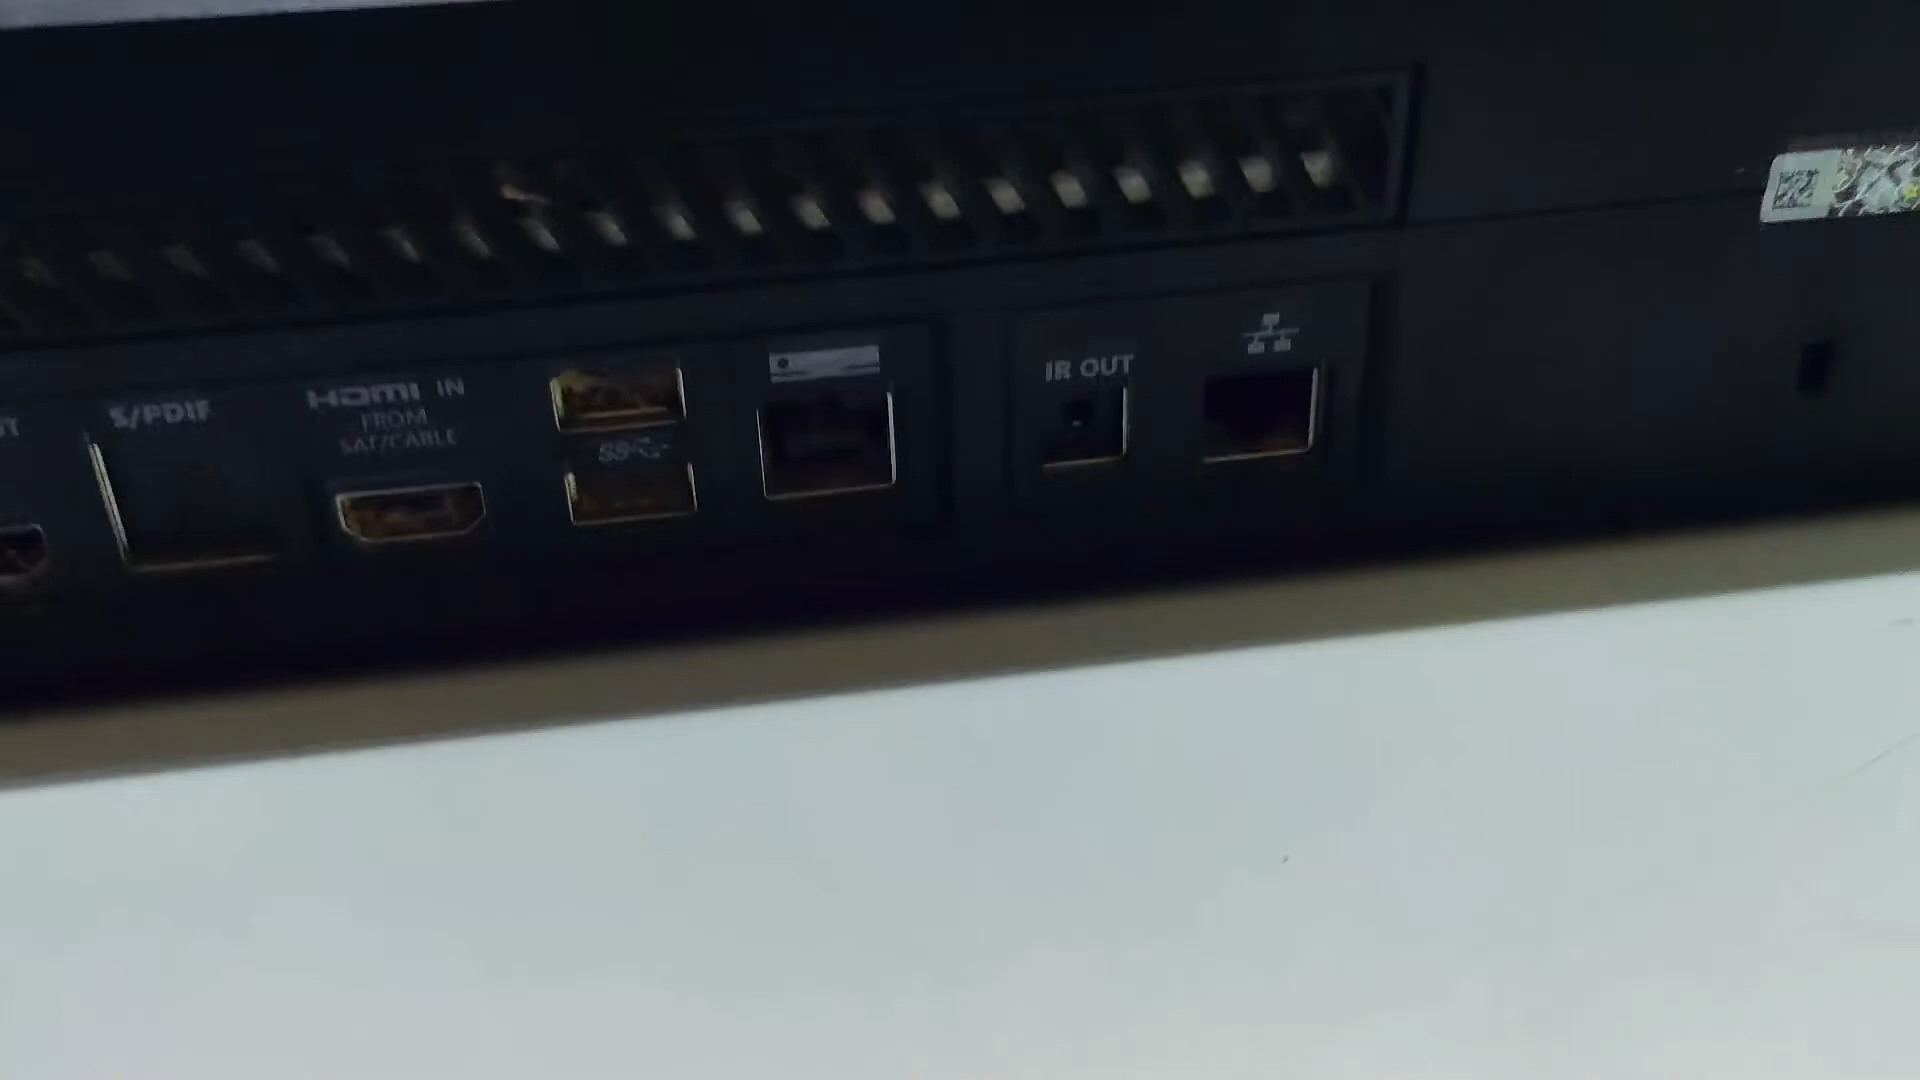 S/PDIF
HDMI IN
FROM
SAT/CABLE
SS
IR OUT